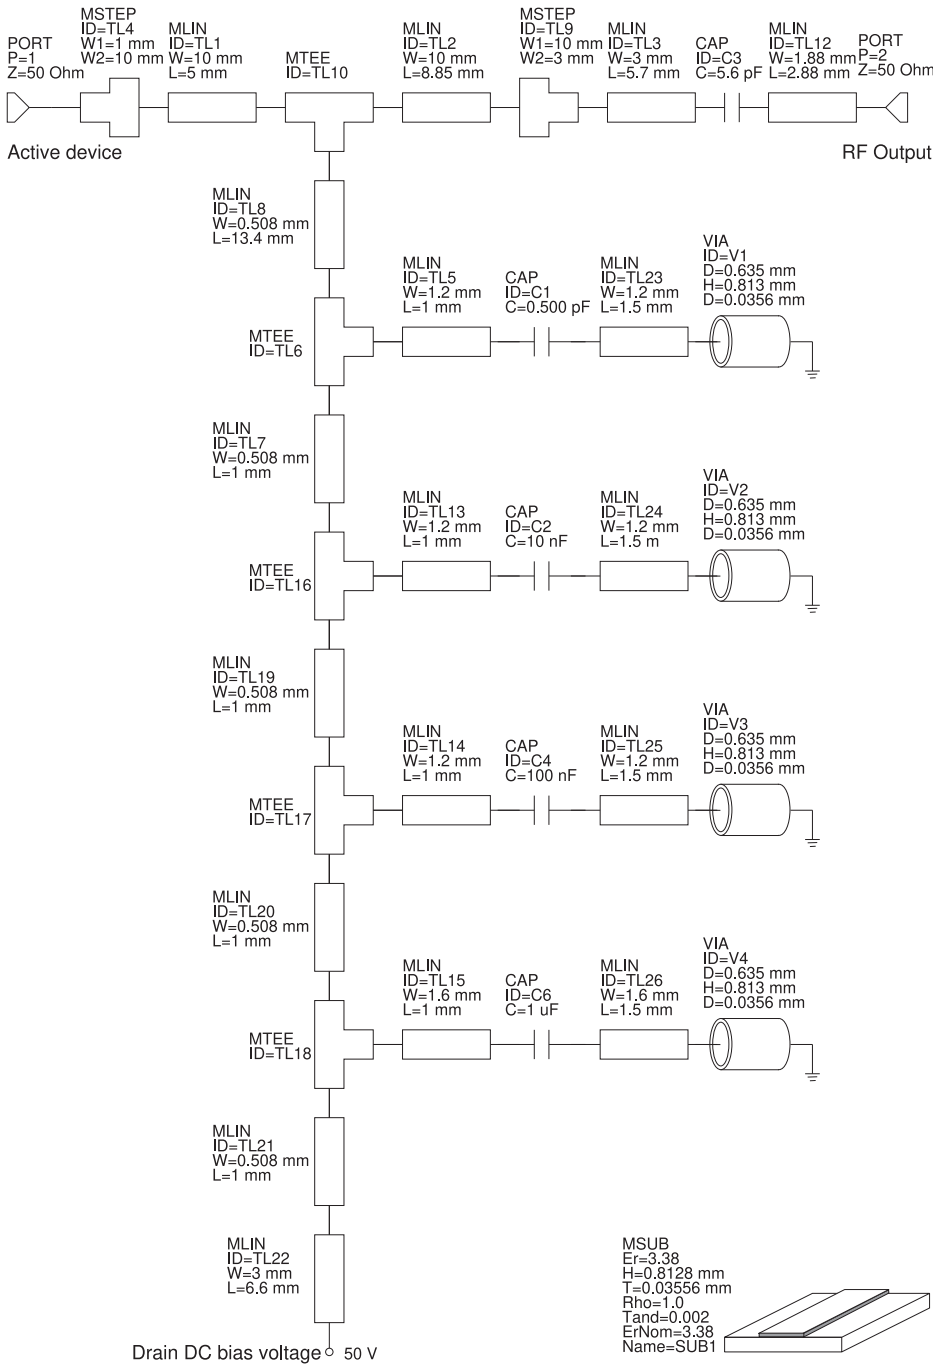 PORT
P=1
Z=50 Ohm
MSTEP
ID=TL4
W1=1 mm
W2=10 mm
MLIN
ID=TL1
W=10 mm
L=5 mm
MTEE
ID=TL10
MLIN
ID=TL2
W=10 mm
L=8.85 mm
MSTEP
ID=TL9
W1=10 mm
W2=3 mm
MLIN
ID=TL3
W=3 mm
L=5.7 mm
CAP
ID=C3
C=5.6 pF
MLIN
ID=TL12
W=1.88 mm
L=2.88 mm
PORT
P=2
Z=50 Ohm
Active device
RF Output
MLIN
ID=TL8
W=0.508 mm
L=13.4 mm
MTEE
ID=TL6
MLIN
ID=TL5
W=1.2 mm
L=1 mm
CAP
ID=C1
C=0.500 pF
MLIN
ID=TL23
W=1.2 mm
L=1.5 mm
VIA
ID=V1
D=0.635 mm
H=0.813 mm
D=0.0356 mm
MLIN
ID=TL7
W=0.508 mm
L=1 mm
MTEE
ID=TL16
MLIN
ID=TL13
W=1.2 mm
L=1 mm
CAP
ID=C2
C=10 nF
MLIN
ID=TL24
W=1.2 mm
L=1.5 m
VIA
ID=V2
D=0.635 mm
H=0.813 mm
D=0.0356 mm
MLIN
ID=TL19
W=0.508 mm
L=1 mm
MTEE
ID=TL17
MLIN
ID=TL14
W=1.2 mm
L=1 mm
CAP
ID=C4
C=100 nF
MLIN
ID=TL25
W=1.2 mm
L=1.5 mm
VIA
ID=V3
D=0.635 mm
H=0.813 mm
D=0.0356 mm
MLIN
ID=TL20
W=0.508 mm
L=1 mm
MTEE
ID=TL18
MLIN
ID=TL15
W=1.6 mm
L=1 mm
CAP
ID=C6
C=1 uF
MLIN
ID=TL26
W=1.6 mm
L=1.5 mm
VIA
ID=V4
D=0.635 mm
H=0.813 mm
D=0.0356 mm
MLIN
ID=TL21
W=0.508 mm
L=1 mm
MLIN
ID=TL22
W=3 mm
L=6.6 mm
Drain DC bias voltage 50 V
MSUB
Er=3.38
H=0.8128 mm
T=0.03556 mm
Rho=1.0
Tand=0.002
ErNom=3.38
Name=SUB1